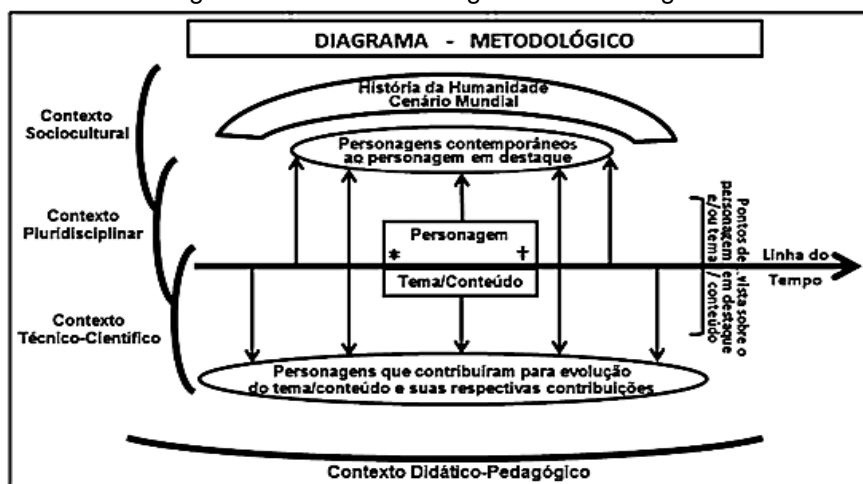 DIAGRAMA - METODOLÓGICO
História da Humanidade
Cenário Mundial
Contexto
Sociocultural
Personagens contemporâneos
ao personagem em destaque
Contexto
Pluridisciplinar
Personagem
* ✝
Tema/Conteúdo
Pontos de ...vista sobre o
personagem em destaque
e/ou tema / conteúdo
Linha do
Tempo
Contexto
Técnico-Científico
Personagens que contribuíram para evolução
do tema/conteúdo e suas respectivas contribuições
Contexto Didático-Pedagógico